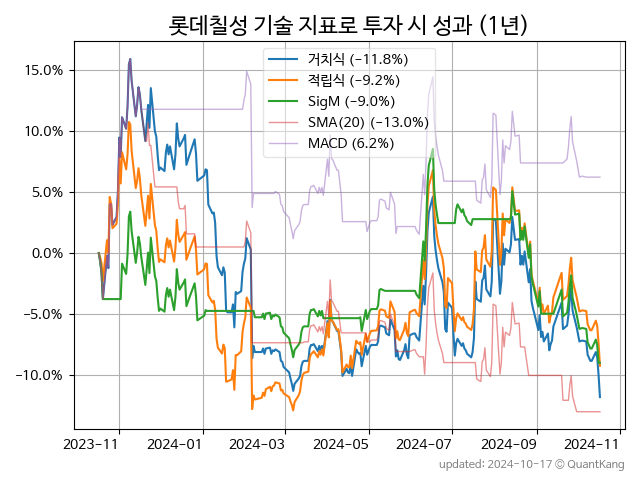 롯데칠성 기술 지표로 투자 시 성과 (1년)
거치식 (−11.8%)
적립식 (−9.2%)
SigM (−9.0%)
SMA(20) (−13.0%)
MACD (6.2%)
15.0%
10.0%
5.0%
0.0%
−5.0%
−10.0%
2023-11 2024-01 2024-03 2024-05 2024-07 2024-09 2024-11
updated: 2024-10-17 © QuantKang